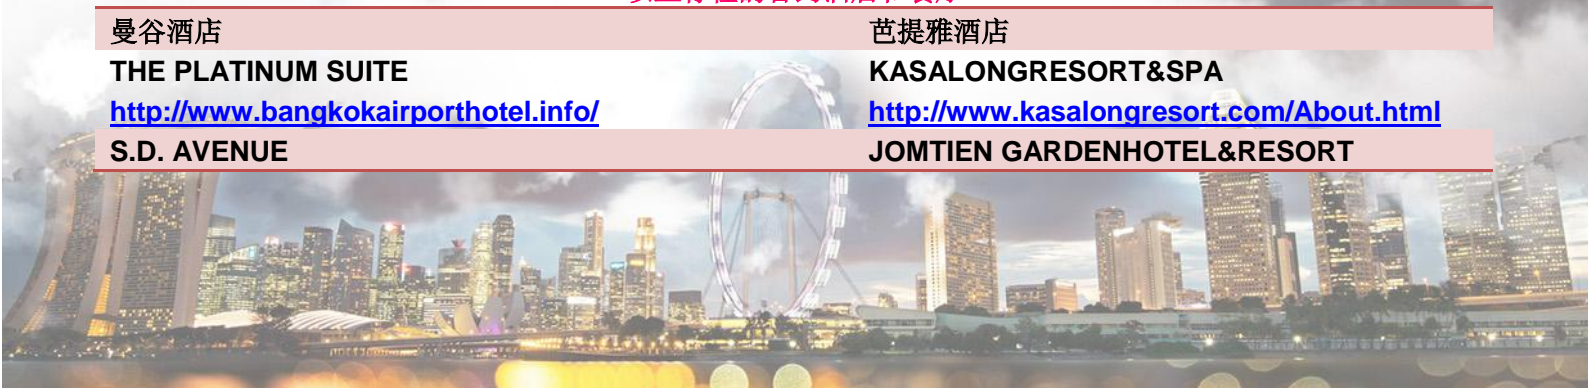 曼谷酒店 芭提雅酒店
THE PLATINUM SUITE KASALONGRESORT&SPA
http://www.bangkokairporthotel.info/ http://www.kasalongresort.com/About.html
S.D. AVENUE JOMTIEN GARDENHOTEL&RESORT